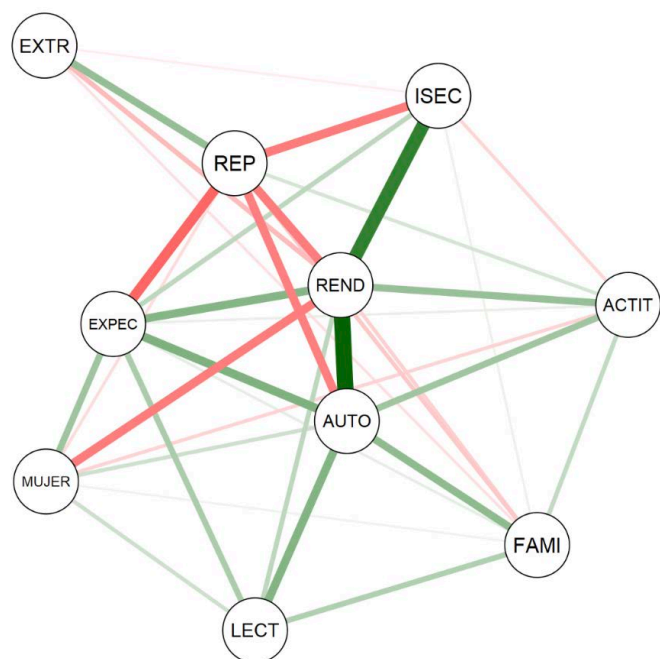 EXTR
ISEC
REP
REND
ACTIT
EXPEC
AUTO
MUJER
FAMI
LECT